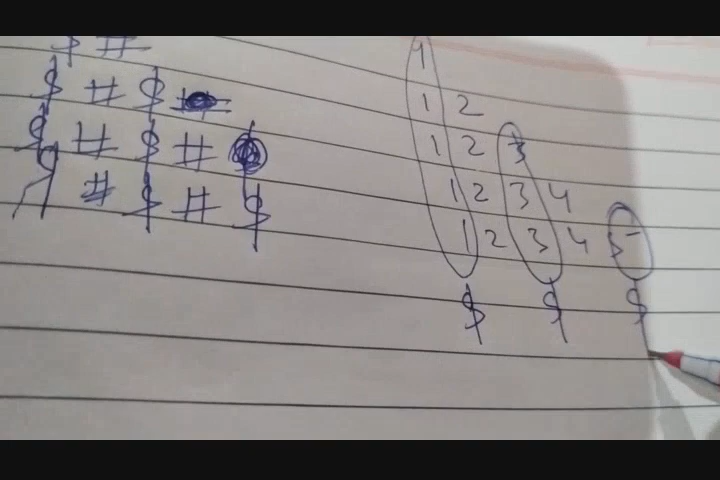 $ #
$ # $
$ # $ #
$ # $ # $
1
1 2
1 2 3
1 2 3 4
1 2 3 4 5
$ $ $